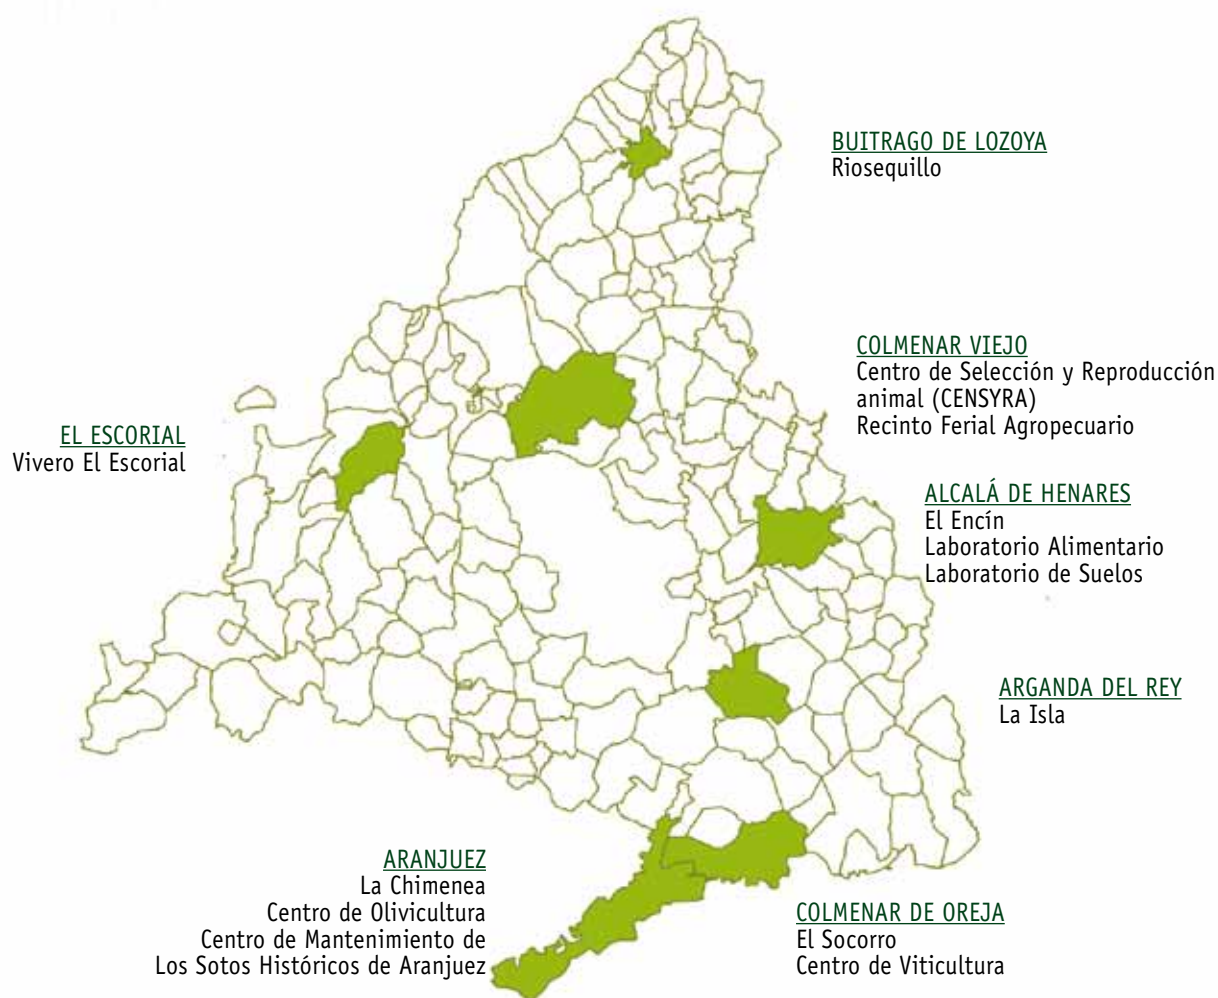 BUITRAGO DE LOZOYA
Riosequillo
COLMENAR VIEJO
Centro de Selección y Reproducción
animal (CENSYRA)
Recinto Ferial Agropecuario
EL ESCORIAL
Vivero El Escorial
ALCALÁ DE HENARES
El Encín
Laboratorio Alimentario
Laboratorio de Suelos
ARGANDA DEL REY
La Isla
ARANJUEZ
La Chimenea
Centro de Olivicultura
Centro de Mantenimiento de
Los Sotos Históricos de Aranjuez
COLMENAR DE OREJA
El Socorro
Centro de Viticultura